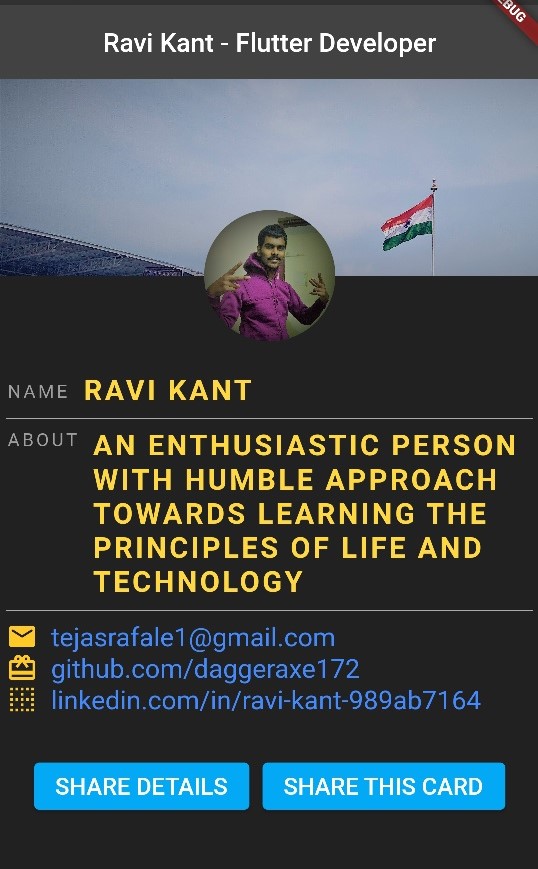 Ravi Kant - Flutter Developer
NAME RAVI KANT
ABOUT AN ENTHUSIASTIC PERSON
WITH HUMBLE APPROACH
TOWARDS LEARNING THE
PRINCIPLES OF LIFE AND
TECHNOLOGY
tejasrafale1@gmail.com
github.com/daggeraxe172
linkedin.com/in/ravi-kant-989ab7164
SHARE DETAILS SHARE THIS CARD